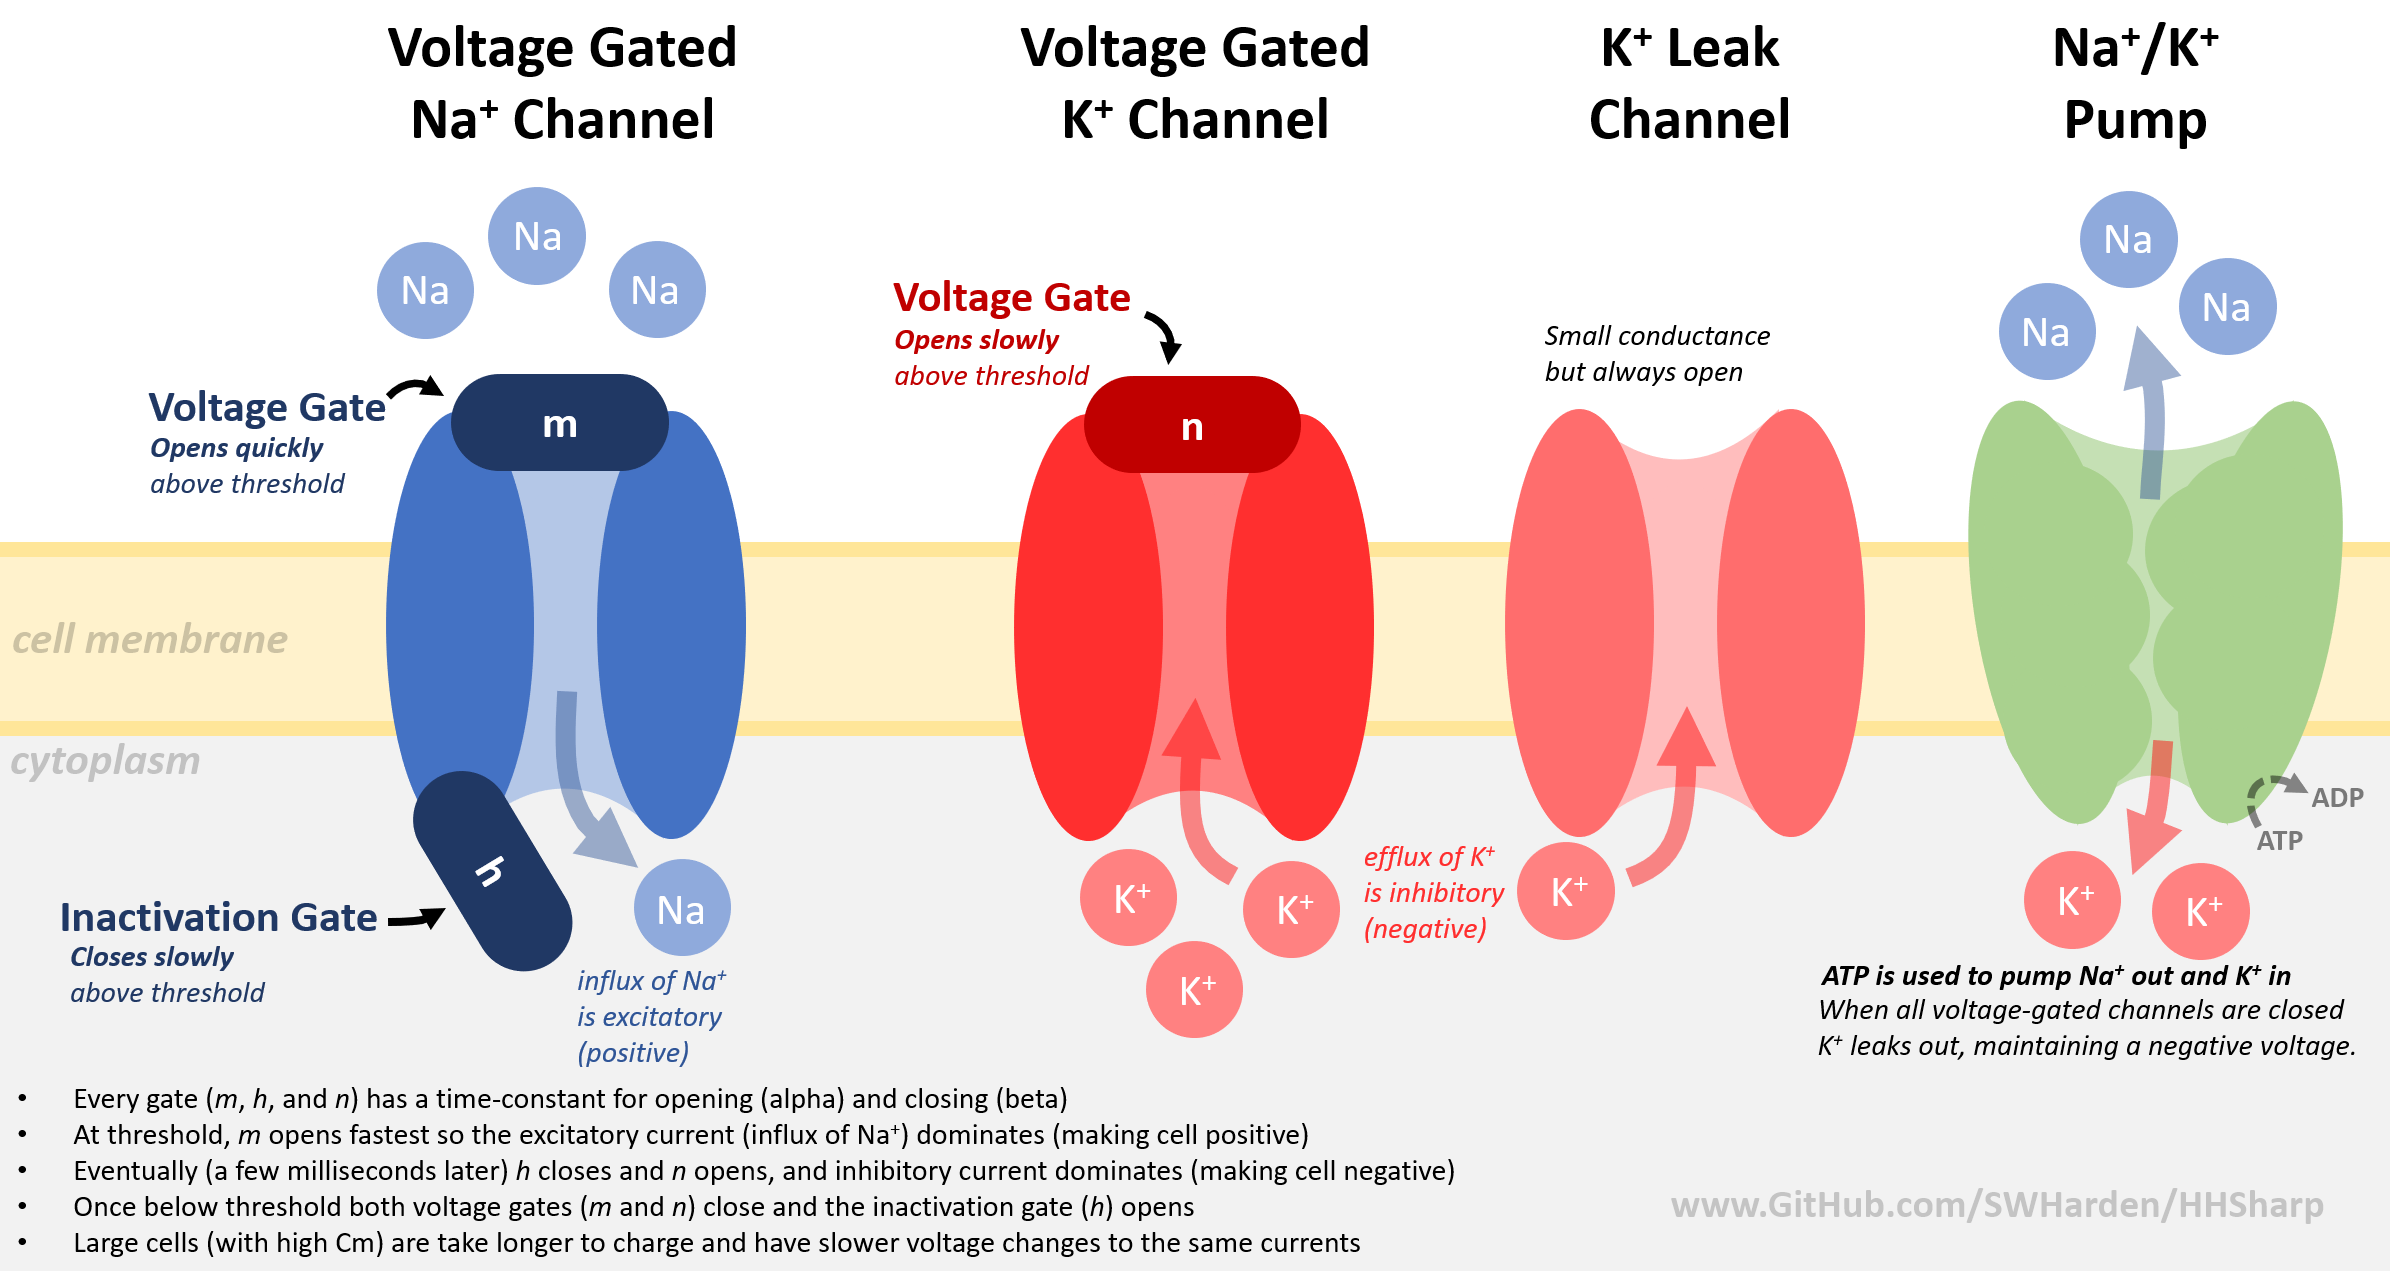 Voltage Gated
Na⁺ Channel
Voltage Gated
K⁺ Channel
K⁺ Leak
Channel
Na⁺/K⁺
Pump
Na
Na
Na
Voltage Gate
Opens quickly
above threshold
m
Inactivation Gate
Closes slowly
above threshold
h
Na
influx of Na⁺
is excitatory
(positive)
Voltage Gate
Opens slowly
above threshold
n
K⁺
K⁺
K⁺
efflux of K⁺
is inhibitory
(negative)
Small conductance
but always open
K⁺
Na
Na
Na
ADP
ATP
K⁺
K⁺
ATP is used to pump Na⁺ out and K⁺ in
When all voltage-gated channels are closed
K⁺ leaks out, maintaining a negative voltage.
cell membrane
cytoplasm
• Every gate (m, h, and n) has a time-constant for opening (alpha) and closing (beta)
• At threshold, m opens fastest so the excitatory current (influx of Na⁺) dominates (making cell positive)
• Eventually (a few milliseconds later) h closes and n opens, and inhibitory current dominates (making cell negative)
• Once below threshold both voltage gates (m and n) close and the inactivation gate (h) opens
• Large cells (with high Cm) are take longer to charge and have slower voltage changes to the same currents
www.GitHub.com/SWHarden/HHSharp